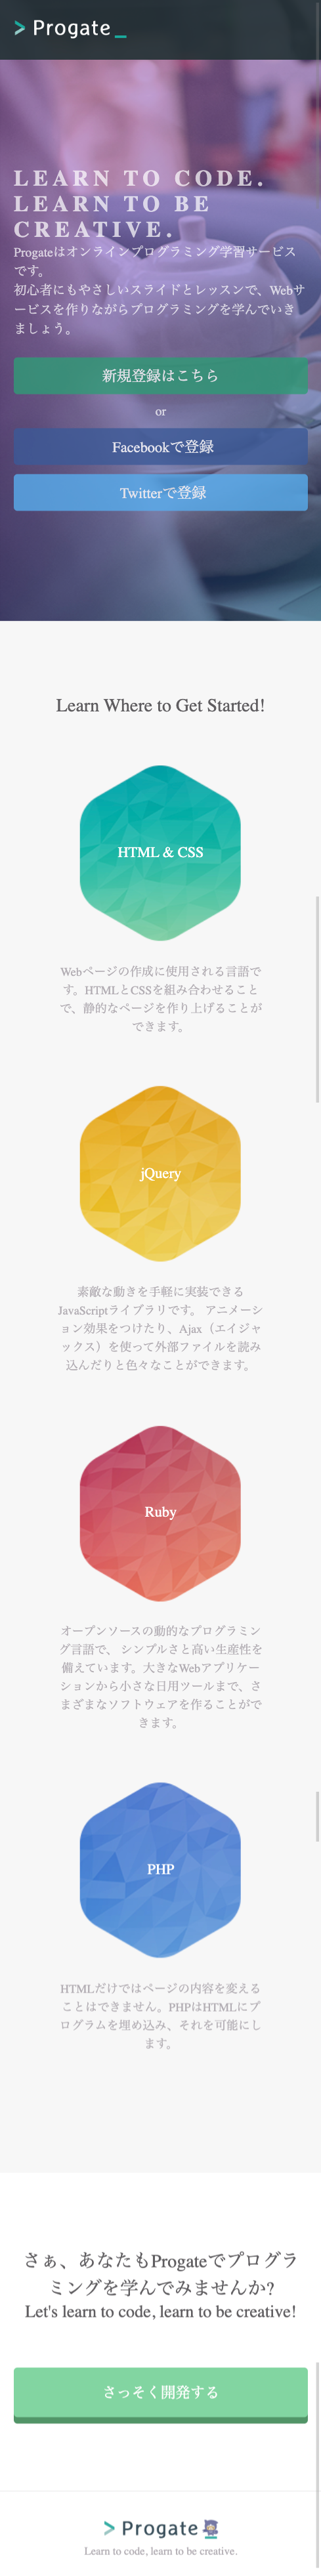 > Progate _
LEARN TO CODE.
LEARN TO BE
CREATIVE.
Progateはオンラインプログラミング学習サービス
です。
初心者にもやさしいスライドとレッスンで、Webサ
ービスを作りながらプログラミングを学んでいき
ましょう。
新規登録はこちら
or
Facebookで登録
Twitterで登録
Learn Where to Get Started!
HTML & CSS
Webページの作成に使用される言語で
す。HTMLとCSSを組み合わせること
で、静的なページを作り上げることが
できます。
jQuery
素敵な動きを手軽に実装できる
JavaScriptライブラリです。 アニメーシ
ョン効果をつけたり、Ajax（エイジャ
ックス）を使って外部ファイルを読み
込んだりと色々なことができます。
Ruby
オープンソースの動的なプログラミン
グ言語で、 シンプルさと高い生産性を
備えています。大きなWebアプリケー
ションから小さな日用ツールまで、さ
まざまなソフトウェアを作ることがで
きます。
PHP
HTMLだけではページの内容を変える
ことはできません。PHPはHTMLにプ
ログラムを埋め込み、それを可能にし
ます。
さぁ、あなたもProgateでプログラ
ミングを学んでみませんか?
Let's learn to code, learn to be creative!
さっそく開発する
> Progate
Learn to code, learn to be creative.